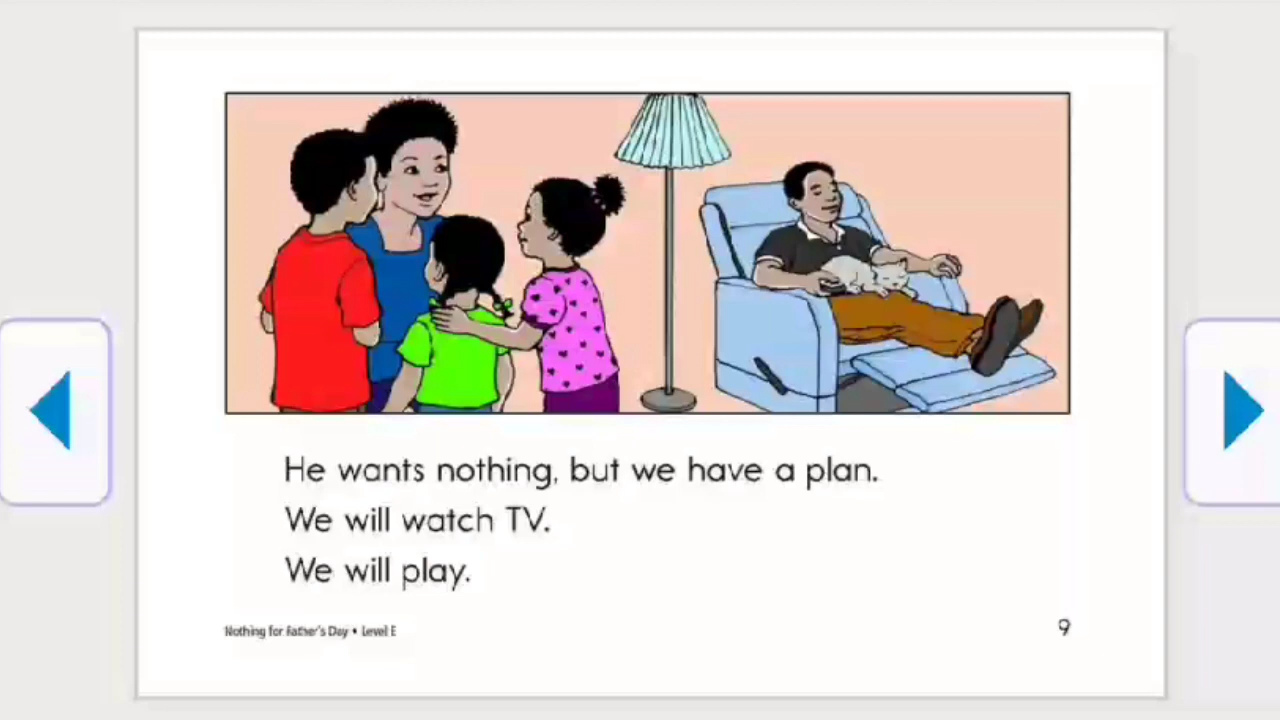 He wants nothing, but we have a plan.
We will watch TV.
We will play.
Nothing for Father's Day • Level E
9